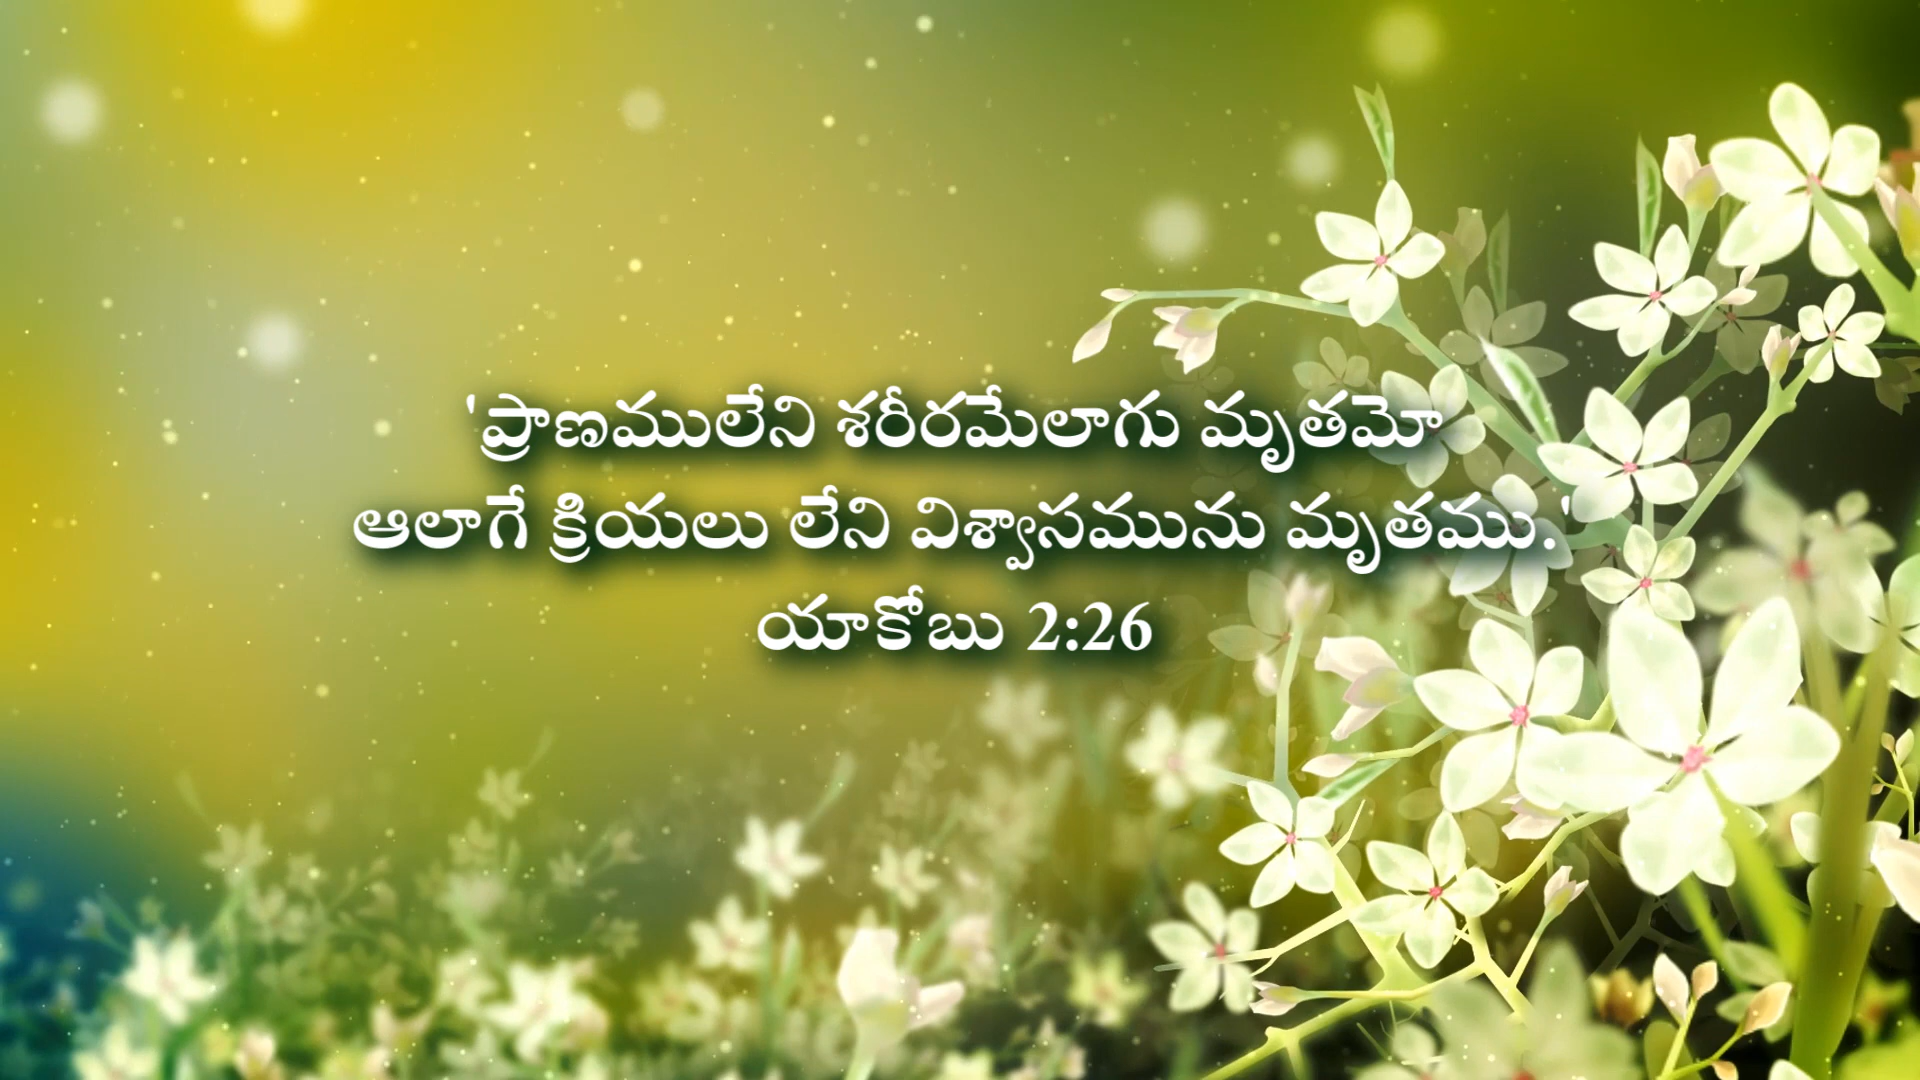 'ప్రాణములేని శరీరమేలాగు మృతమో
ఆలాగే క్రియలు లేని విశ్వాసమును మృతము.'
యాకోబు 2:26